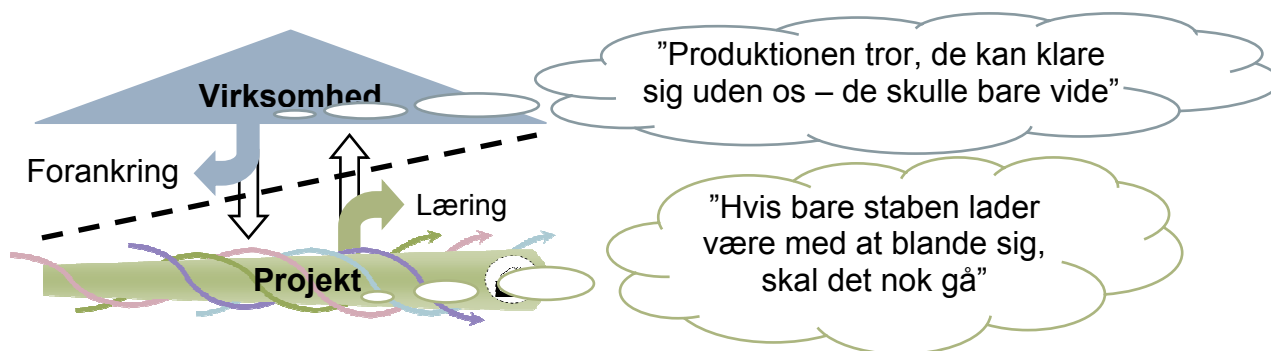 Virksomhed
”Produktionen tror, de kan klare
sig uden os – de skulle bare vide”
Forankring
Læring
”Hvis bare staben lader
være med at blande sig,
skal det nok gå”
Projekt